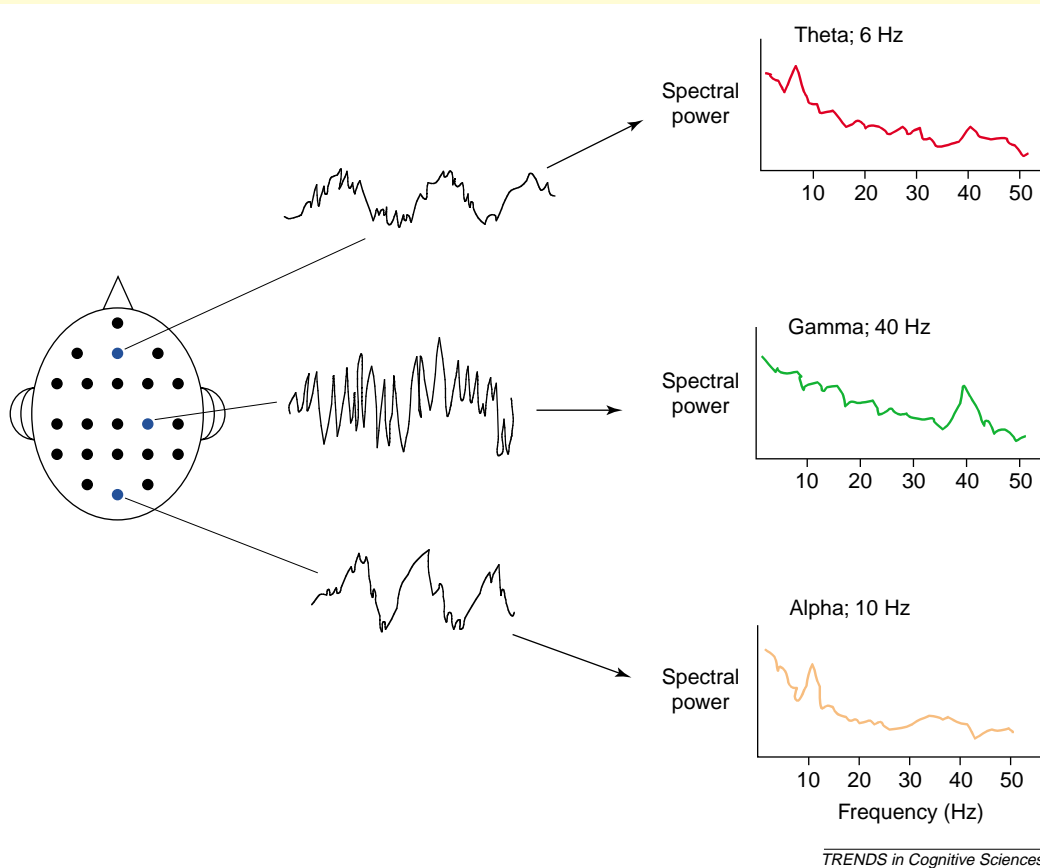 Theta; 6 Hz
Spectral
power
10 20 30 40 50
Gamma; 40 Hz
Spectral
power
10 20 30 40 50
Alpha; 10 Hz
Spectral
power
10 20 30 40 50
Frequency (Hz)
TRENDS in Cognitive Sciences